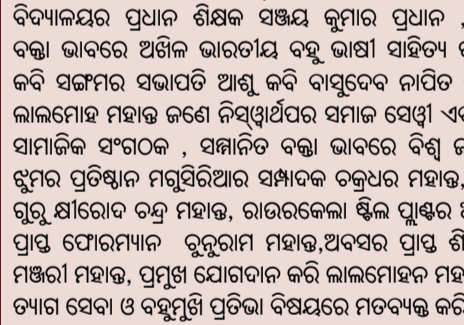 ବିଦ୍ୟାଳୟର ପ୍ରଧାନ ଶିକ୍ଷକ ସଞ୍ଜୟ କୁମାର ପ୍ରଧାନ ,
ବକ୍ତା ଭାବରେ ଅଖିଳ ଭାରତୀୟ ବହୁ ଭାଷୀ ସାହିତ୍ୟ
କବି ସଙ୍ଗମର ସଭାପତି ଆଶୁ କବି ବାସୁଦେବ ନାପିତ
ଲାଲମୋହ ମହାନ୍ତ ଜଣେ ନିସ୍ୱାର୍ଥପର ସମାଜ ସେୱୀ
ସାମାଜିକ ସଂଗଠକ , ସମ୍ମାନିତ ବକ୍ତା ଭାବରେ ବିଶ୍ୱ
ଝୁମର ପ୍ରତିଷ୍ଠାନ ମଗୁସିରିଆର ସମ୍ପାଦକ ଚକ୍ରଧର ମହାନ୍ତ,
ଗୁରୁ କ୍ଷୀରୋଦ ଚନ୍ଦ୍ର ମହାନ୍ତ, ରାଉରକେଲା ଷ୍ଟିଲ ପ୍ଲାଣ୍ଟର
ପ୍ରାପ୍ତ ଫୋରମ୍ୟାନ ଚୁନୁରାମ ମହାନ୍ତ,ଅବସର ପ୍ରାପ୍ତ
ମଞ୍ଜରୀ ମହାନ୍ତ, ପ୍ରମୁଖ ଯୋଗଦାନ କରି ଲାଲମୋହନ
ତ୍ୟାଗ ସେବା ଓ ବହୁମୁଖି ପ୍ରତିଭା ବିଷୟରେ ମତବ୍ୟକ୍ତ